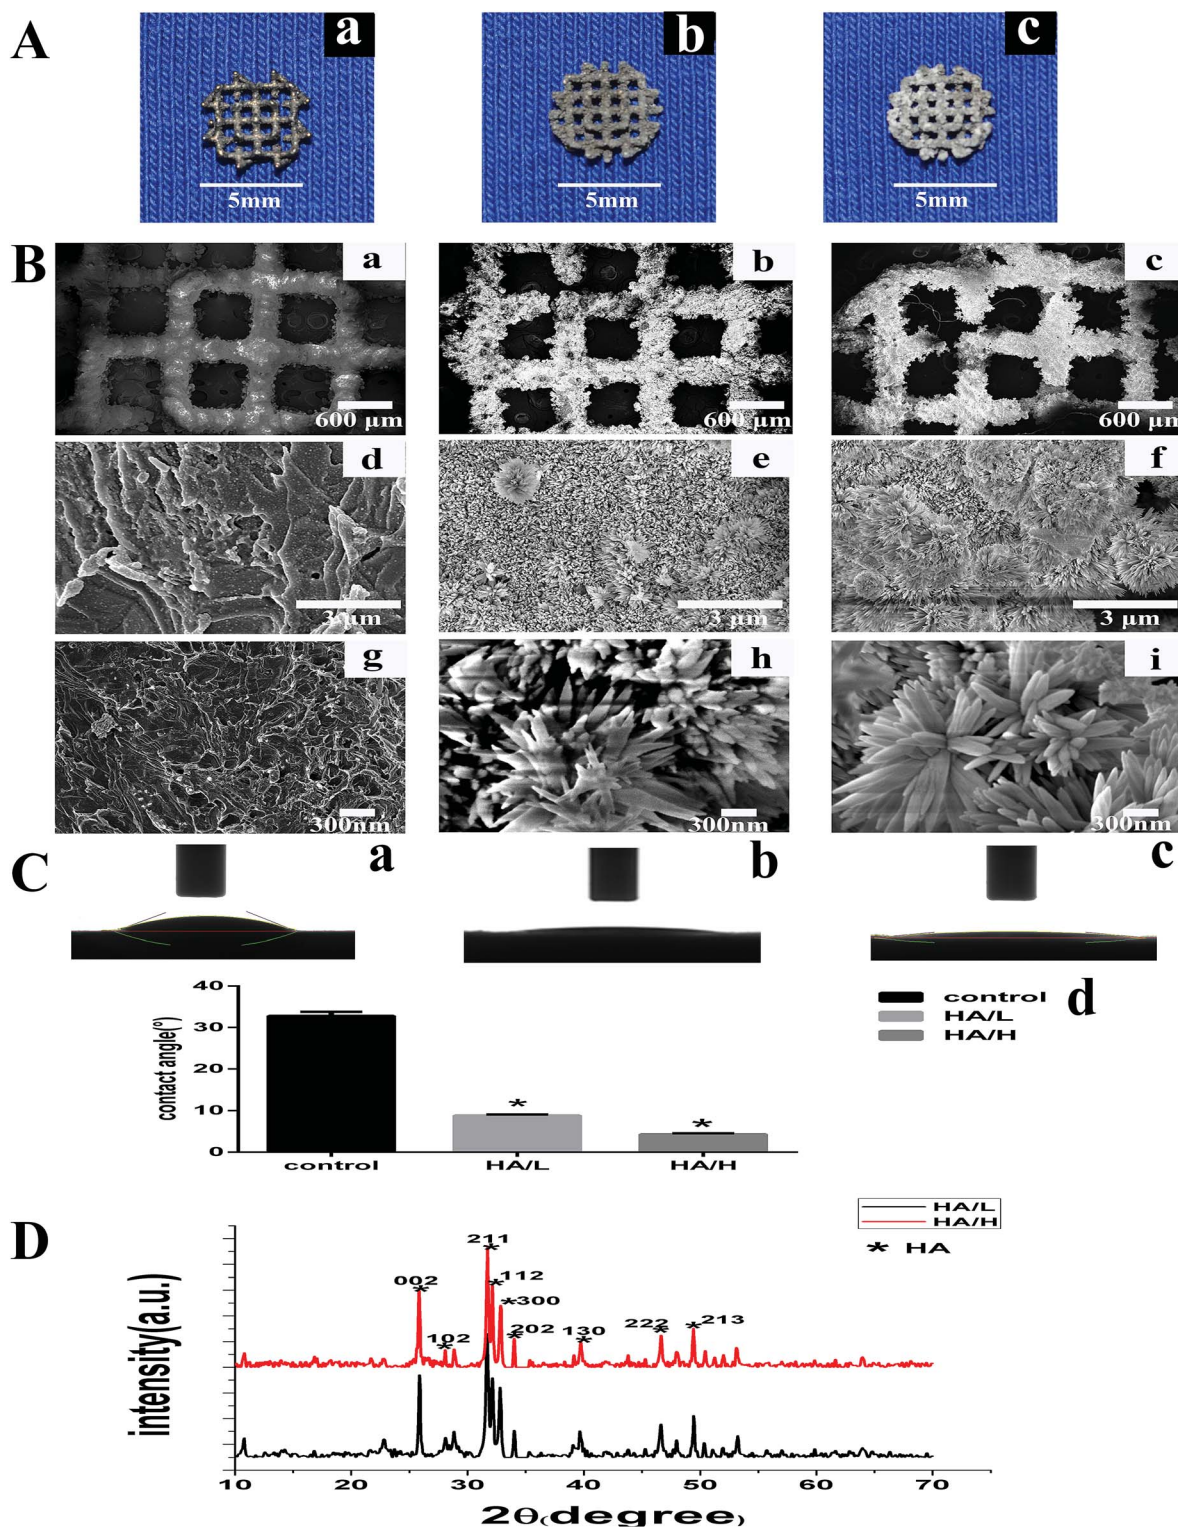 A
a
b
c
5mm
5mm
5mm
B
a
b
c
600 µm
600 µm
600 µm
d
e
f
3 µm
3 µm
3 µm
g
h
i
300nm
300nm
300nm
C
a
b
c
d
40
30
20
10
0
contact angle(°)
*
*
control
HA/L
HA/H
control
HA/L
HA/H
D
HA/L
HA/H
* HA
intensity(a.u.)
002
*
102
*
211
*
*112
*300
*
202
130
*
222
*
* 213
10 20 30 40 50 60 70
2θ(degree)